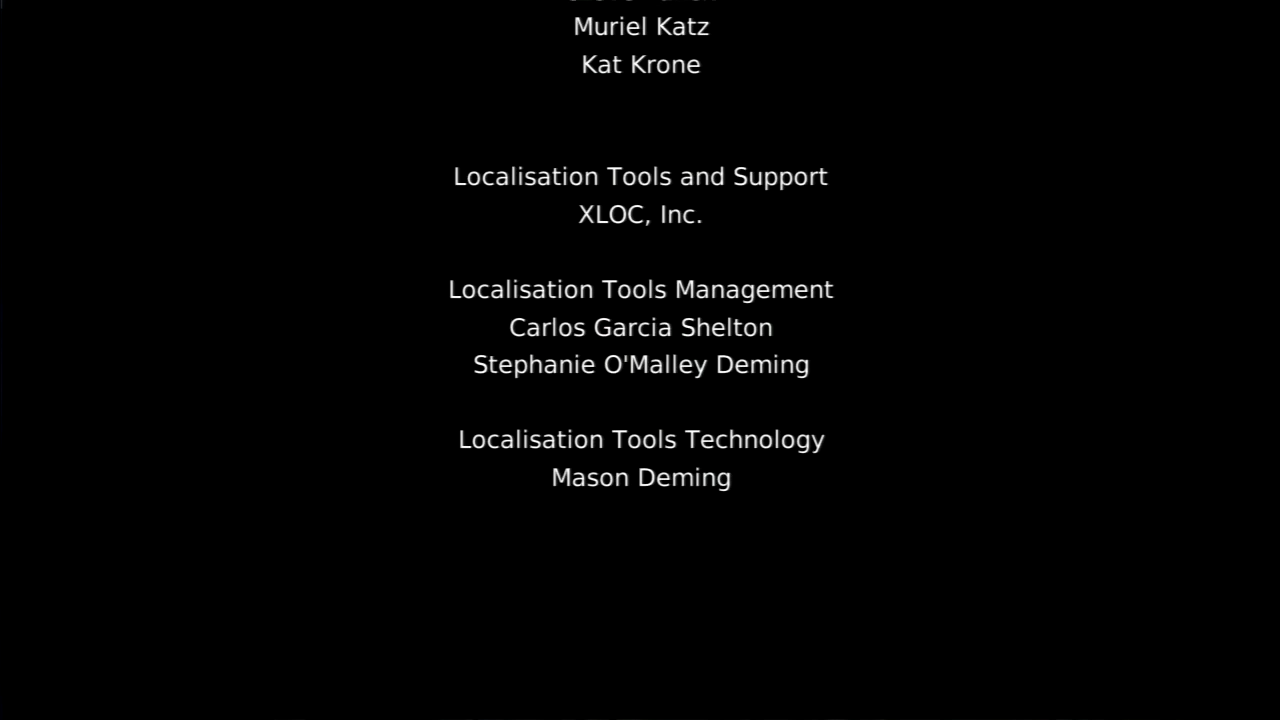 Muriel Katz
Kat Krone
Localisation Tools and Support
XLOC, Inc.
Localisation Tools Management
Carlos Garcia Shelton
Stephanie O'Malley Deming
Localisation Tools Technology
Mason Deming